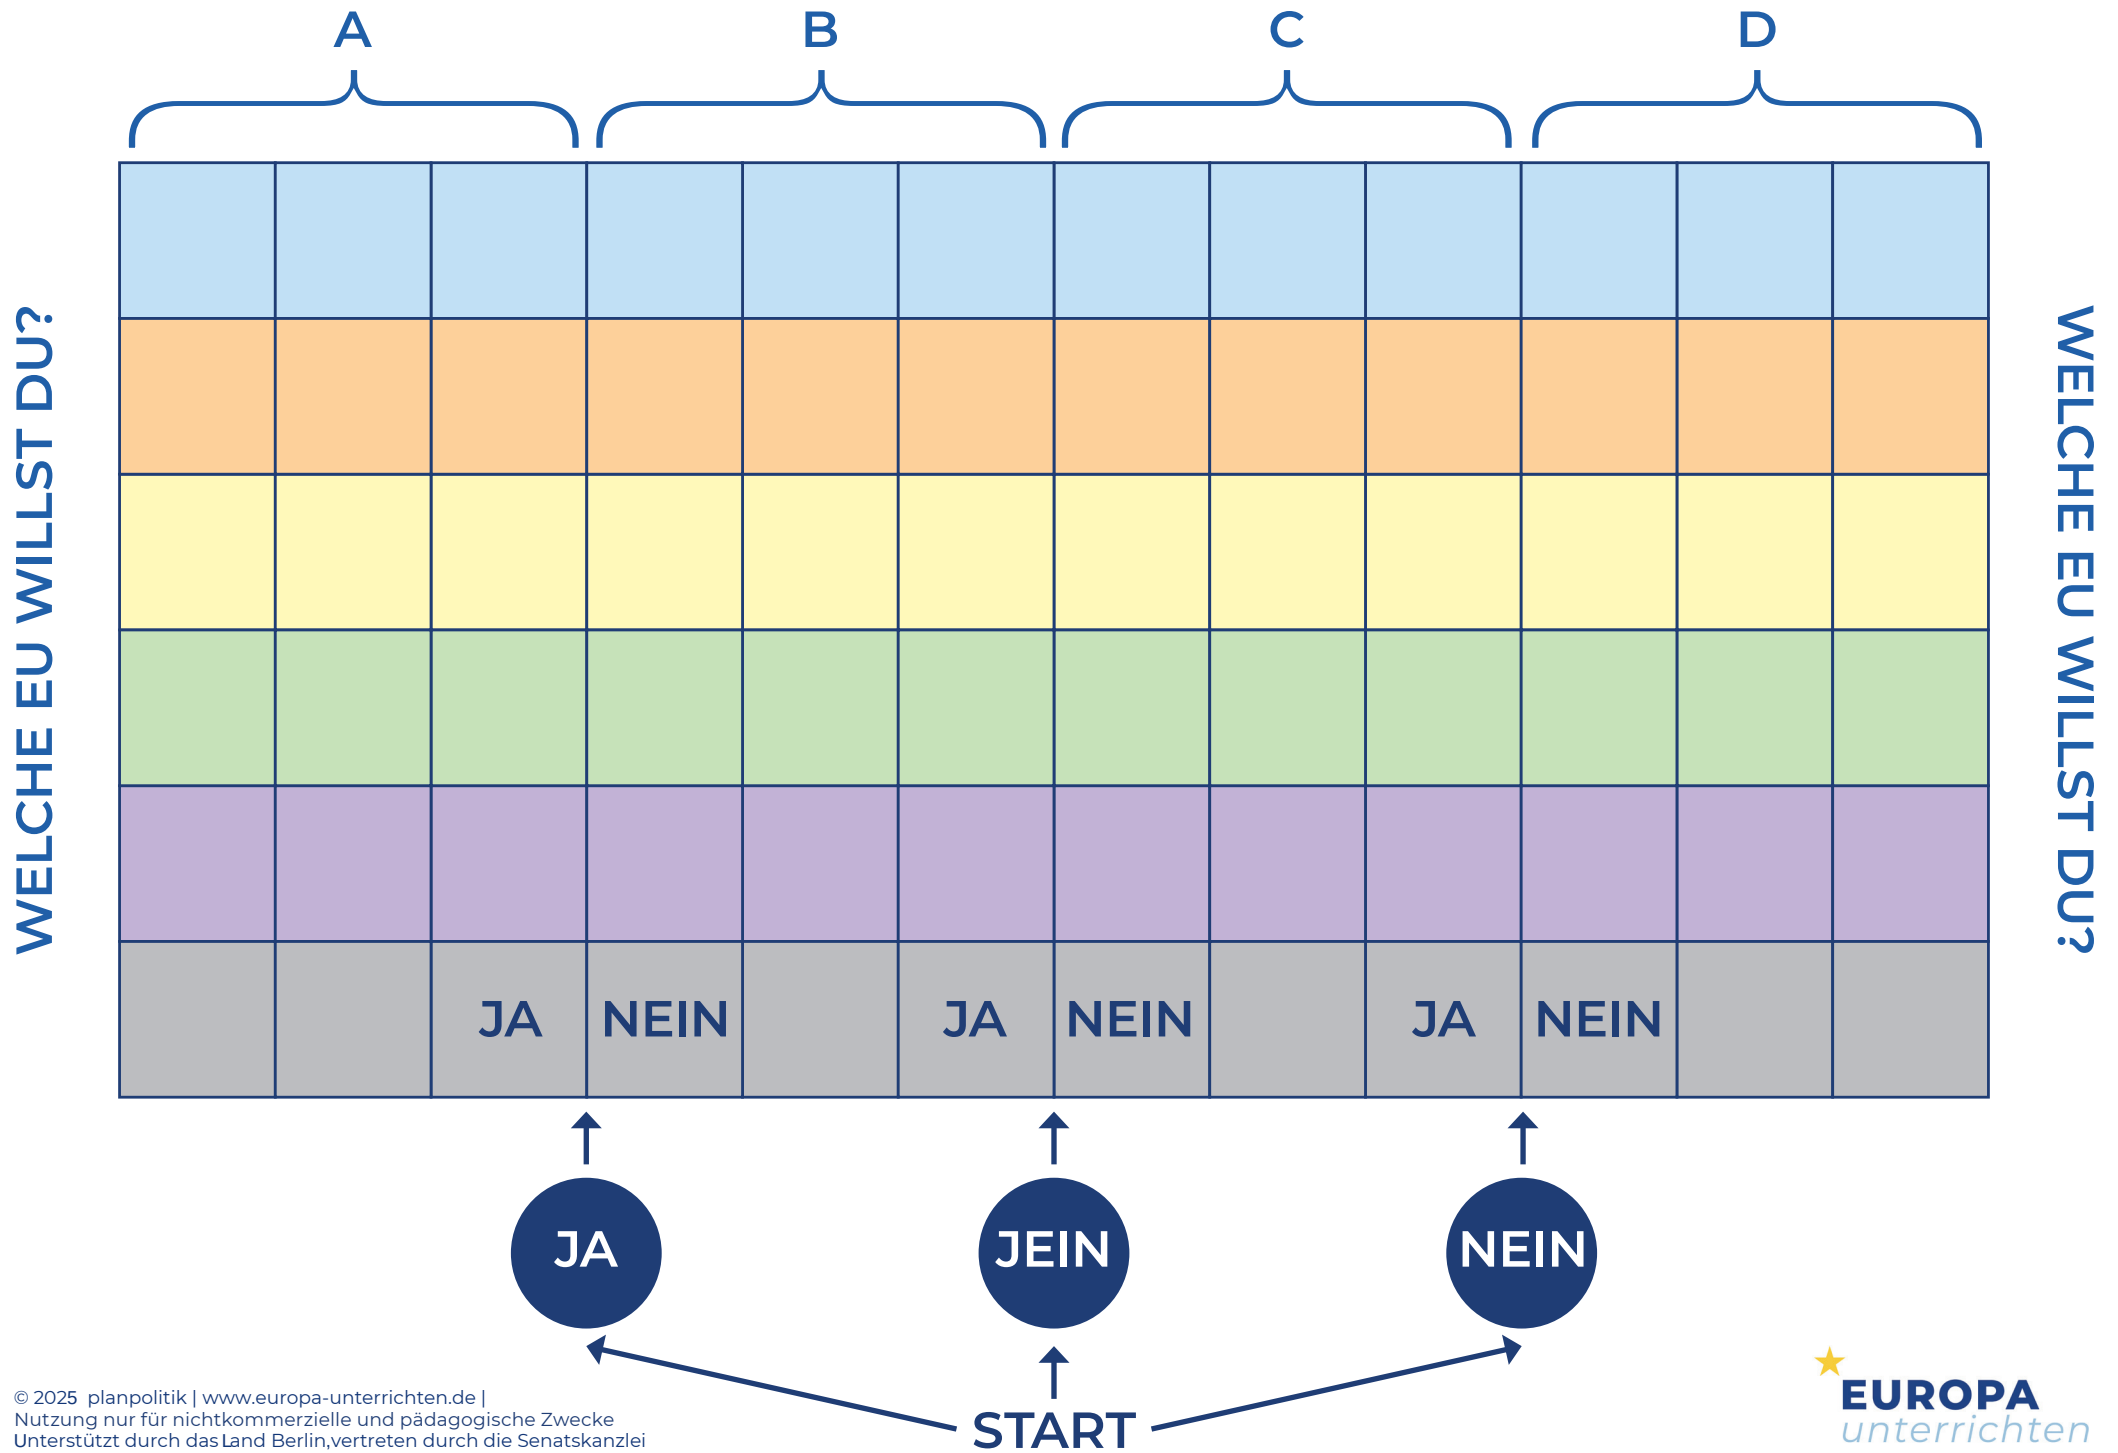 A
B
C
D
WELCHE EU WILLST DU?
WELCHE EU WILLST DU?
JA
NEIN
JA
NEIN
JA
NEIN
JA
JEIN
NEIN
START
© 2025 planpolitik | www.europa-unterrichten.de |
Nutzung nur für nichtkommerzielle und pädagogische Zwecke
Unterstützt durch das Land Berlin,vertreten durch die Senatskanzlei
EUROPA
unterrichten